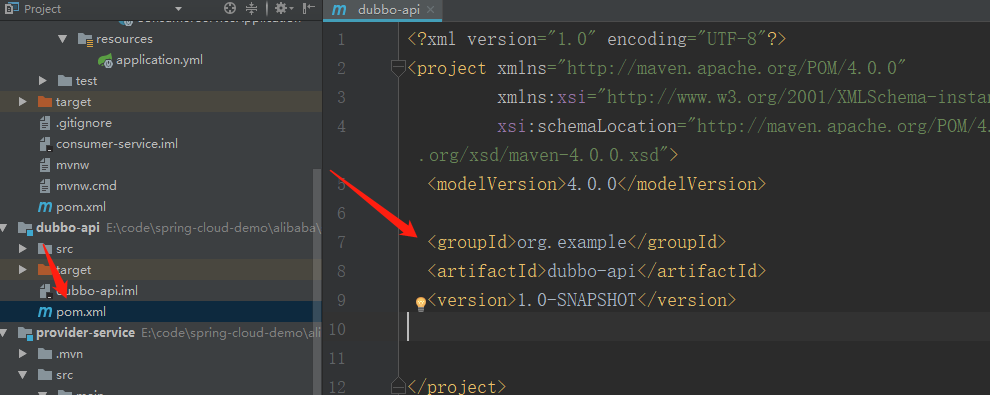 Project
ConsumerServiceApplication
resources
application.yml
test
target
.gitignore
consumer-service.iml
mvnw
mvnw.cmd
pom.xml
dubbo-api E:\code\spring-cloud-demo\alibaba\
src
target
dubbo-api.iml
pom.xml
provider-service E:\code\spring-cloud-demo\ali
.mvn
src
main
dubbo-api
1 <?xml version="1.0" encoding="UTF-8"?>
2 <project xmlns="http://maven.apache.org/POM/4.0.0"
3 xmlns:xsi="http://www.w3.org/2001/XMLSchema-instan
4 xsi:schemaLocation="http://maven.apache.org/POM/4.
.org/xsd/maven-4.0.0.xsd">
5 <modelVersion>4.0.0</modelVersion>
6
7 <groupId>org.example</groupId>
8 <artifactId>dubbo-api</artifactId>
9 <version>1.0-SNAPSHOT</version>
10
11
12 </project>